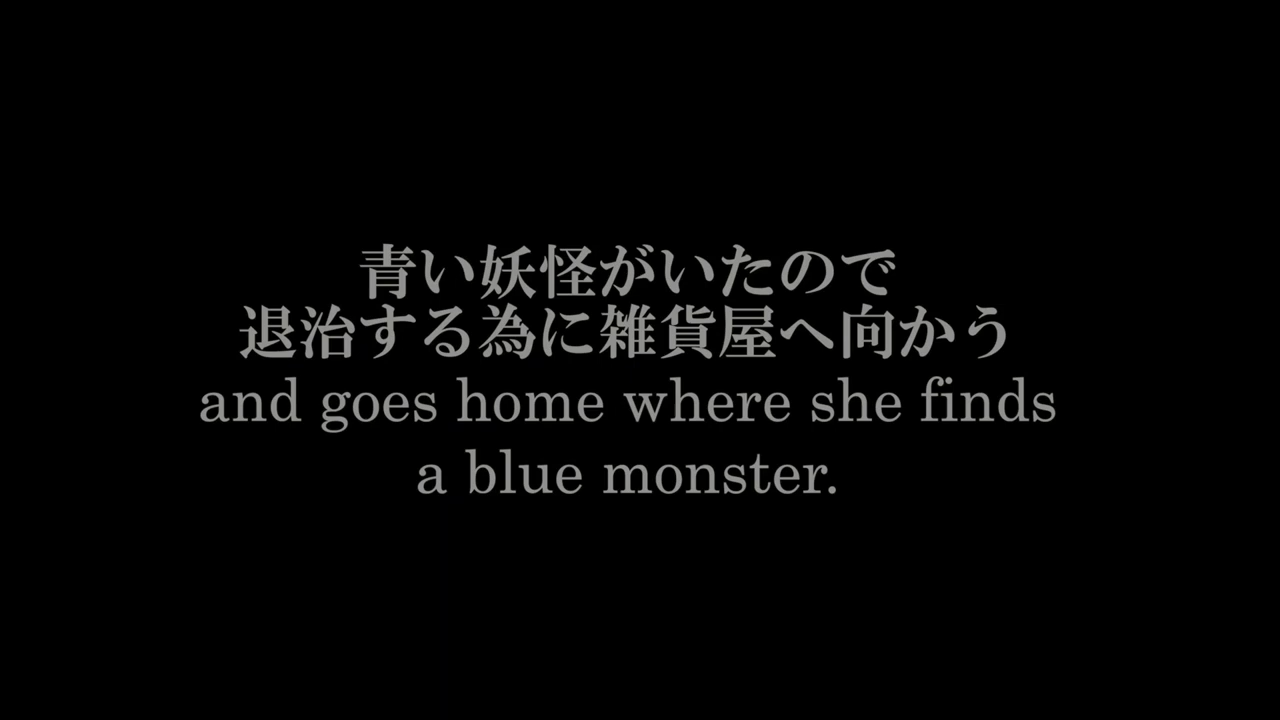 青い妖怪がいたので
退治する為に雑貨屋へ向かう
and goes home where she finds
a blue monster.